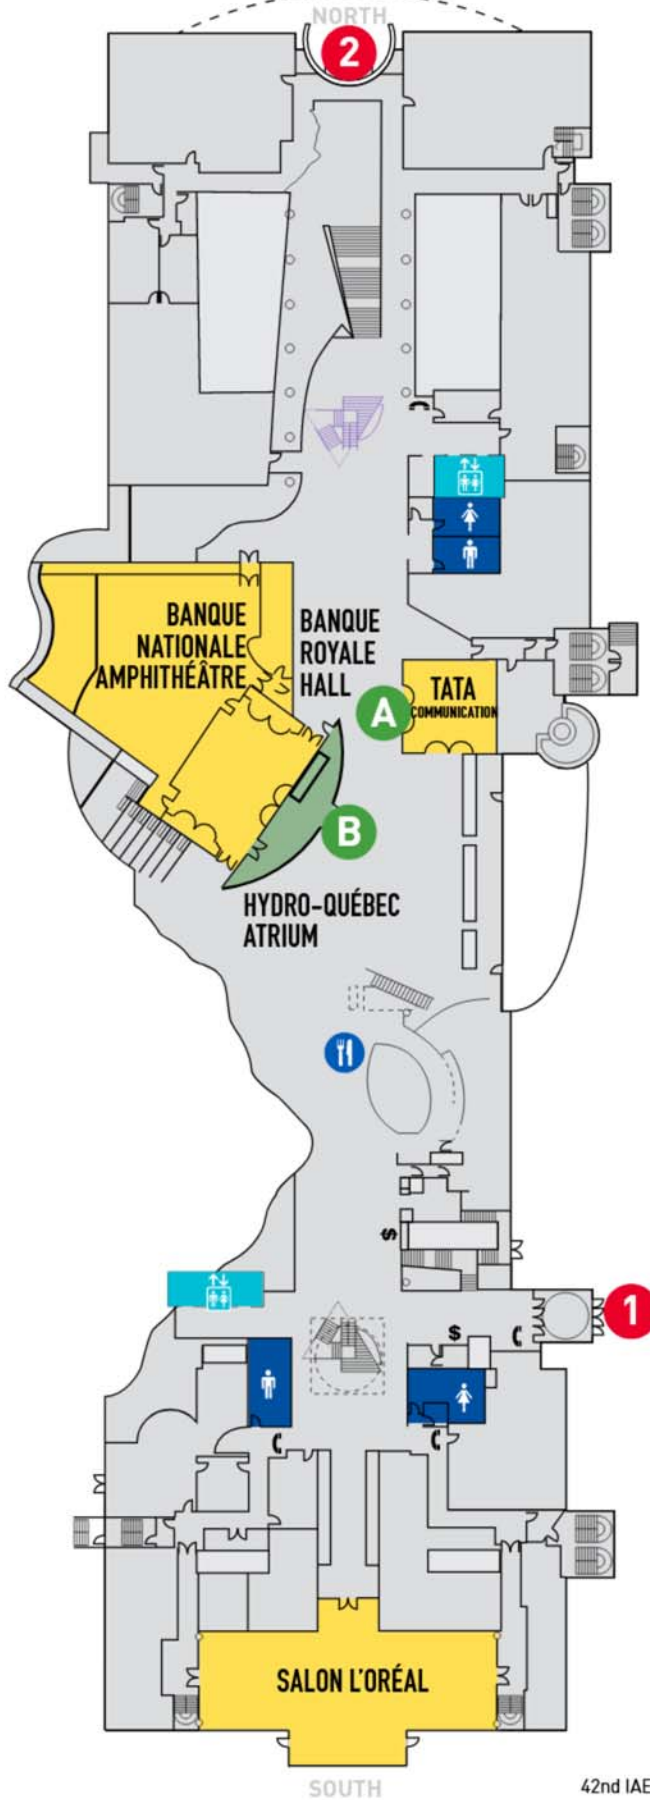 NORTH
2
BANQUE
NATIONALE
AMPHITHÉÂTRE
BANQUE
ROYALE
HALL
A
TATA
COMMUNICATION
B
HYDRO-QUÉBEC
ATRIUM
$
1
$
SALON L'ORÉAL
SOUTH
42nd IAE